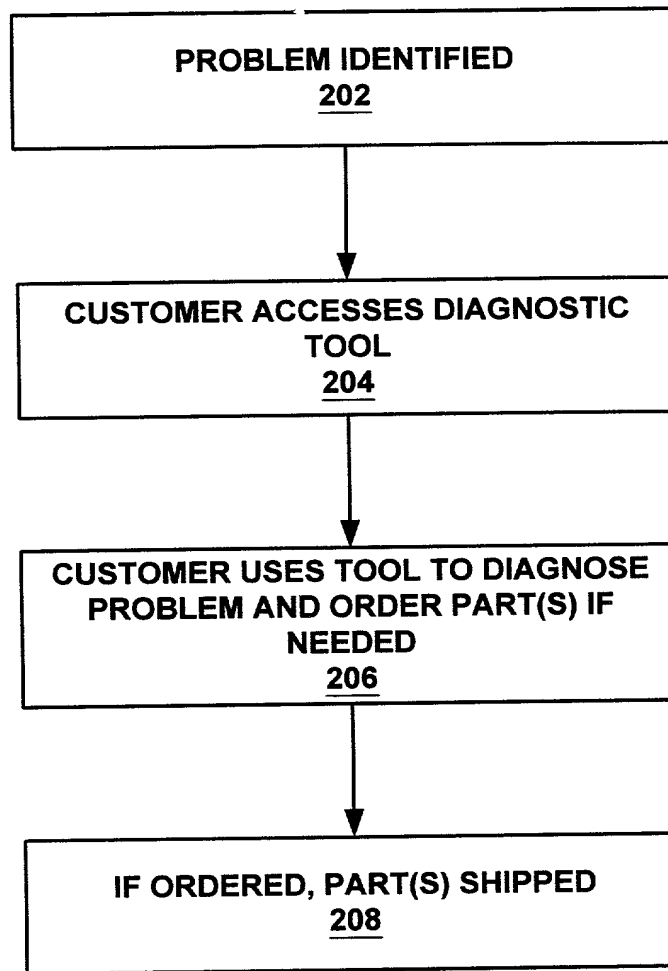 PROBLEM IDENTIFIED
202
CUSTOMER ACCESSES DIAGNOSTIC
TOOL
204
CUSTOMER USES TOOL TO DIAGNOSE
PROBLEM AND ORDER PART(S) IF
NEEDED
206
IF ORDERED, PART(S) SHIPPED
208